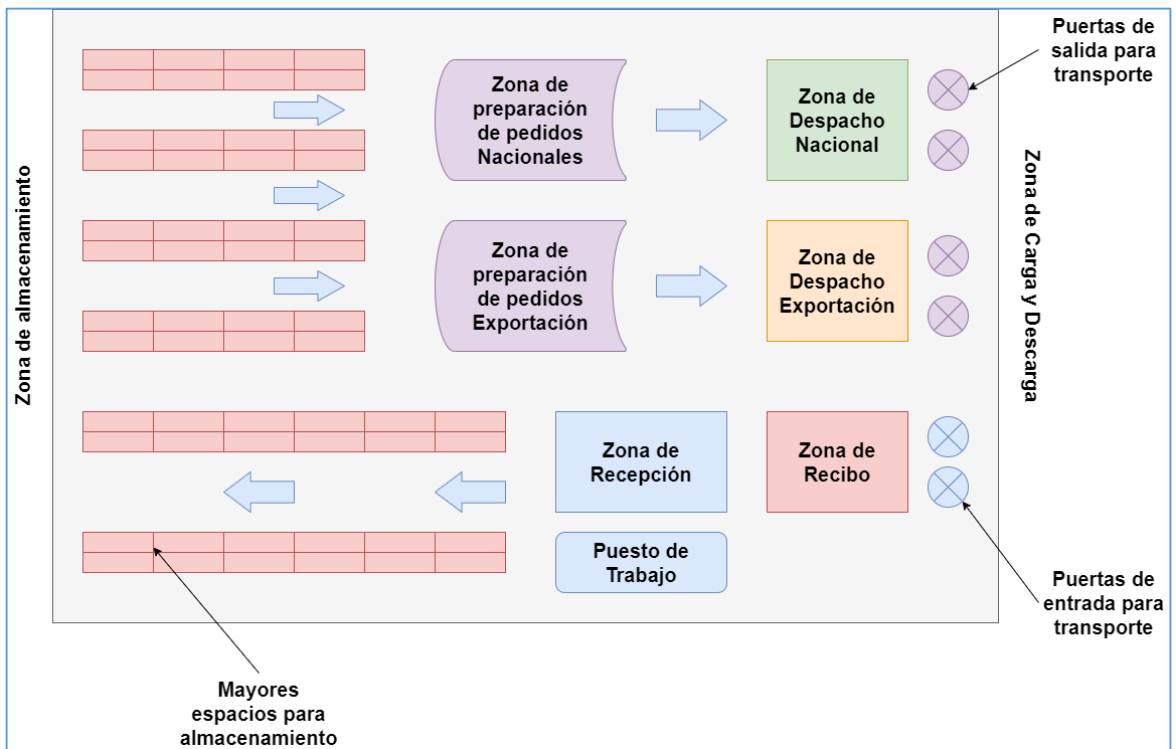 Puertas de
salida para
transporte
Zona de
preparación
de pedidos
Nacionales
Zona de
Despacho
Nacional
Zona de almacenamiento
Zona de Carga y Descarga
Zona de
preparación
de pedidos
Exportación
Zona de
Despacho
Exportación
Zona de
Recepción
Zona de
Recibo
Puesto de
Trabajo
Puertas de
entrada para
transporte
Mayores
espacios para
almacenamiento